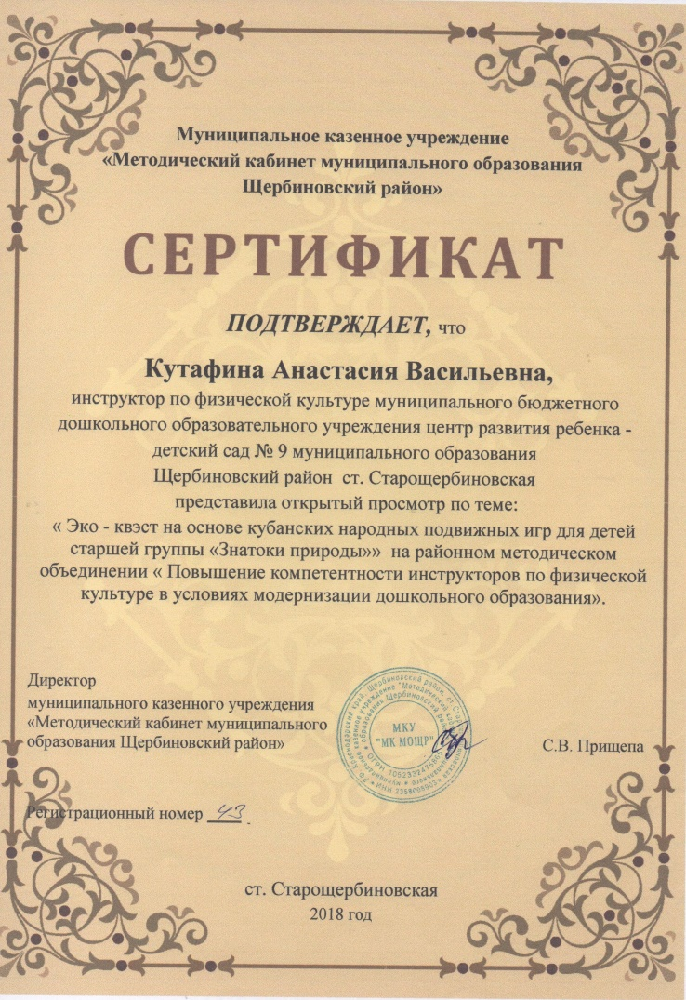 Муниципальное казенное учреждение
«Методический кабинет муниципального образования
Щербиновский район»
СЕРТИФИКАТ
ПОДТВЕРЖДАЕТ, что
Кутафина Анастасия Васильевна,
инструктор по физической культуре муниципального бюджетного
дошкольного образовательного учреждения центр развития ребенка -
детский сад № 9 муниципального образования
Щербиновский район ст. Старощербиновская
представила открытый просмотр по теме:
« Эко - квэст на основе кубанских народных подвижных игр для детей
старшей группы «Знатоки природы»» на районном методическом
объединении « Повышение компетентности инструкторов по физической
культуре в условиях модернизации дошкольного образования».
Директор
муниципального казенного учреждения
«Методический кабинет муниципального
образования Щербиновский район»
МКУ
"МК МОЩР"
С.В. Прищепа
Регистрационный номер 43 .
ст. Старощербиновская
2018 год